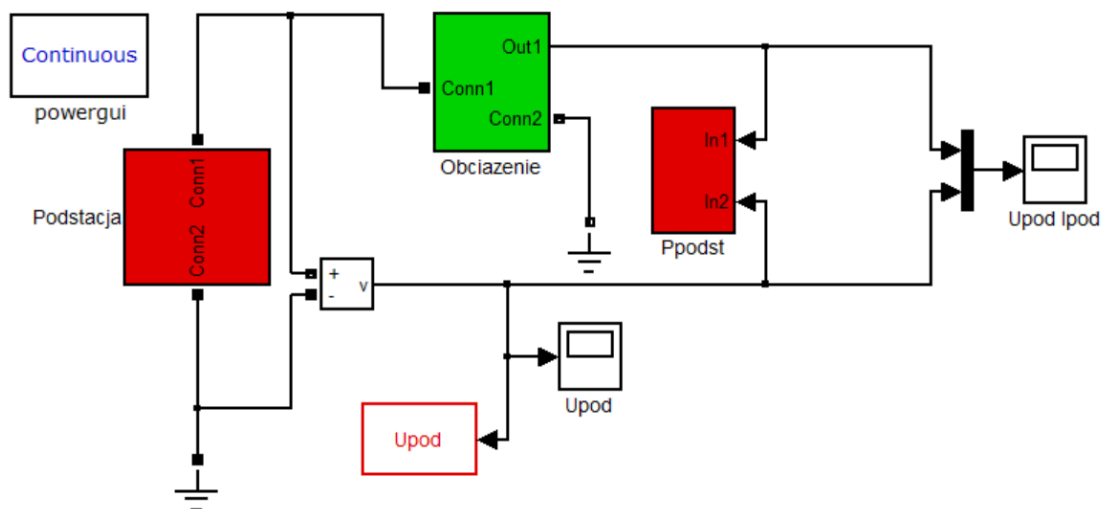 Continuous
powergui
Out1
Conn1
Conn2
Obciazenie
In1
In2
Ppodst
Upod Ipod
Conn1
Conn2
Podstacja
+
-
v
Upod
Upod